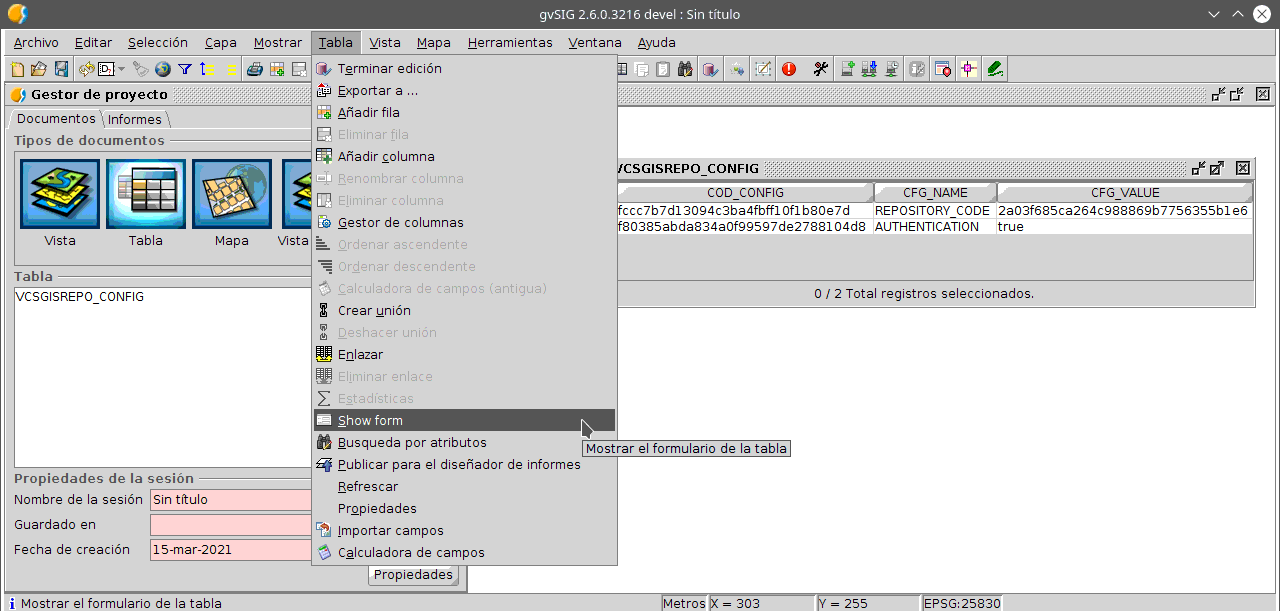 gvSIG 2.6.0.3216 devel : Sin título
Archivo Editar Selección Capa Mostrar Tabla Vista Mapa Herramientas Ventana Ayuda
Gestor de proyecto
Documentos Informes
Tipos de documentos
Vista Tabla Mapa Vista
Tabla
VCSGISREPO_CONFIG
Propiedades de la sesión
Nombre de la sesión Sin título
Guardado en
Fecha de creación 15-mar-2021
Propiedades
Terminar edición
Exportar a ...
Añadir fila
Eliminar fila
Añadir columna
Renombrar columna
Eliminar columna
Gestor de columnas
Ordenar ascendente
Ordenar descendente
Calculadora de campos (antigua)
Crear unión
Deshacer unión
Enlazar
Eliminar enlace
Estadísticas
Show form
Busqueda por atributos
Publicar para el diseñador de informes
Refrescar
Propiedades
Importar campos
Calculadora de campos
Mostrar el formulario de la tabla
VCSGISREPO_CONFIG
COD_CONFIG CFG_NAME CFG_VALUE
fccc7b7d13094c3ba4fbff10f1b80e7d REPOSITORY_CODE 2a03f685ca264c988869b7756355b1e6
f80385abda834a0f99597de2788104d8 AUTHENTICATION true
0 / 2 Total registros seleccionados.
Mostrar el formulario de la tabla Metros X = 303 Y = 255 EPSG:25830